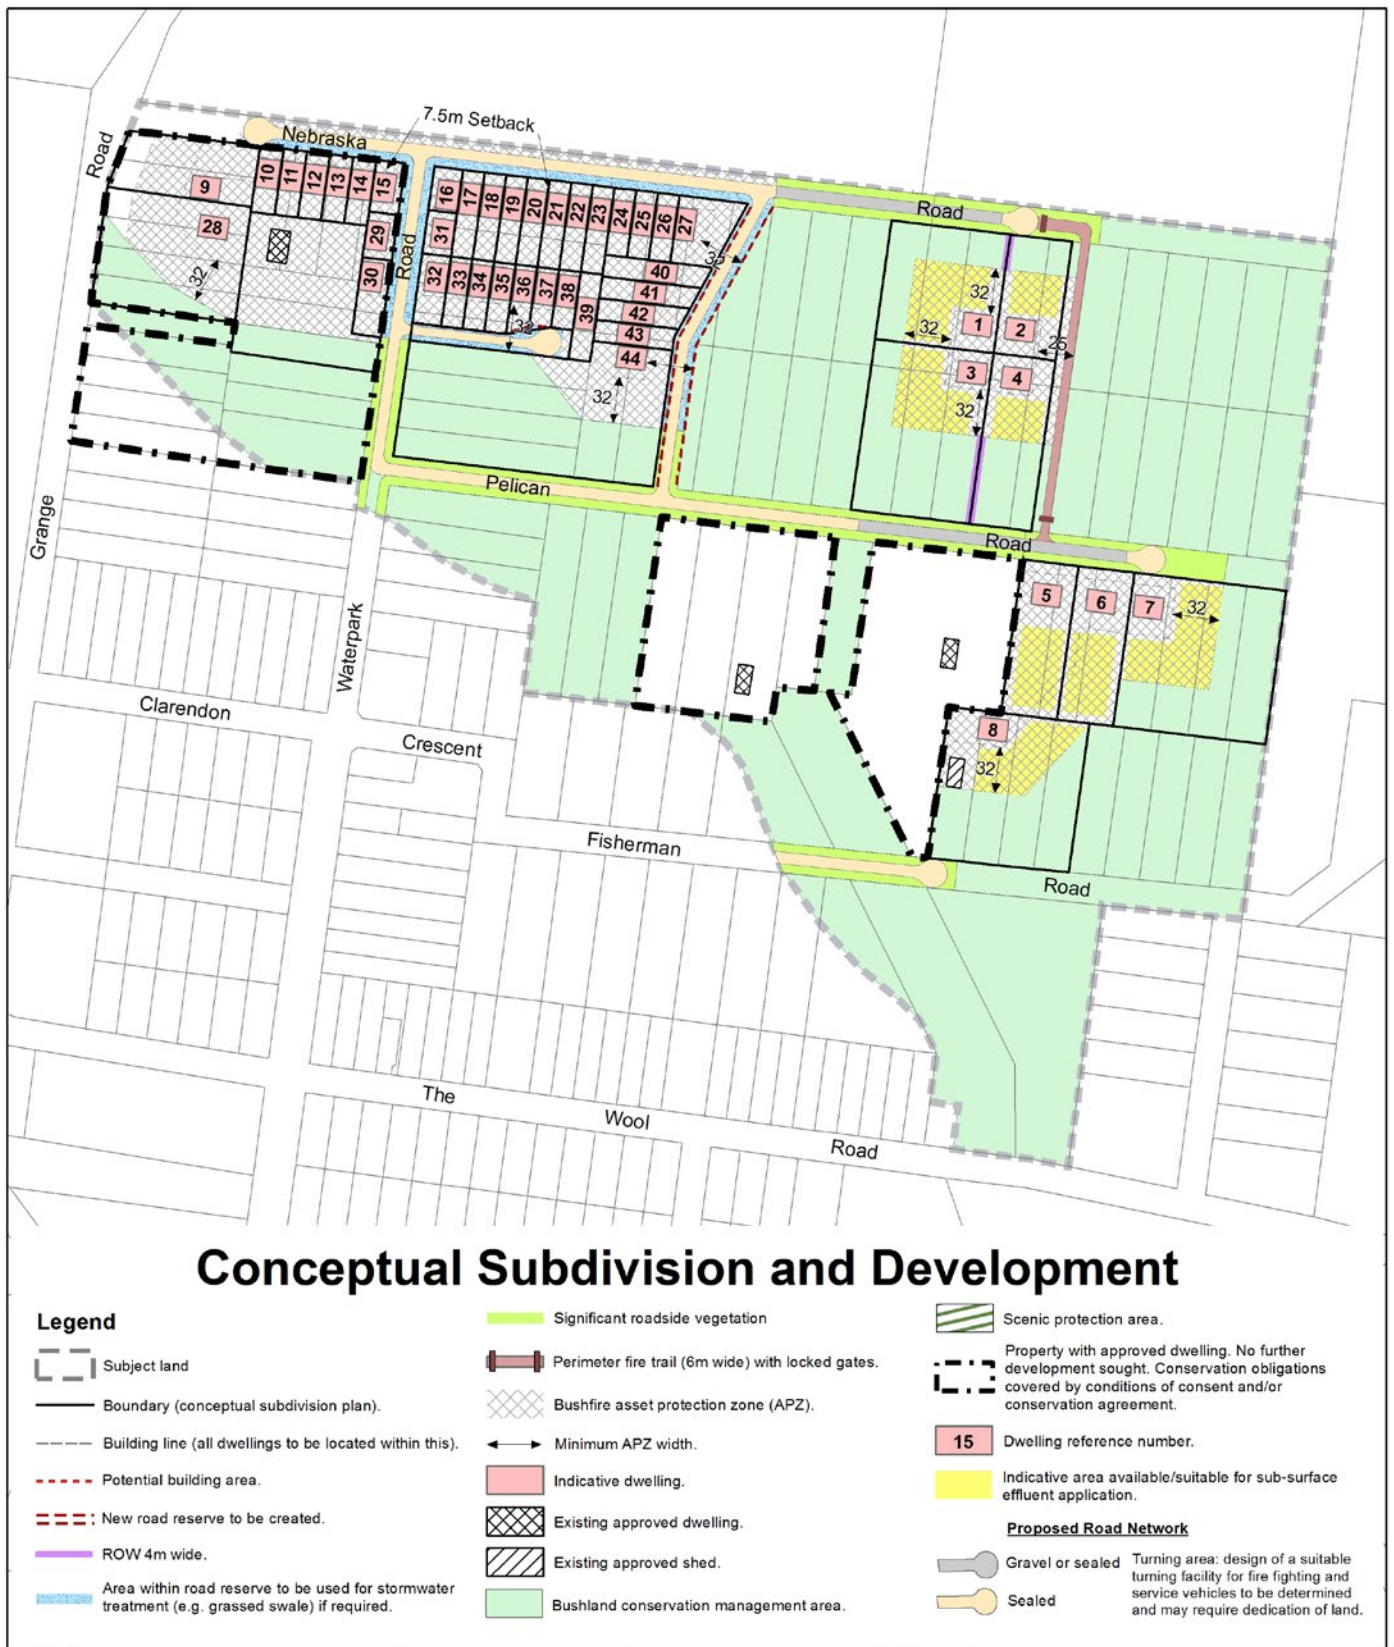 7.5m Setback
Nebraska
Road
Road
9
10
11
12
13
14
15
16
17
18
19
20
21
22
23
24
25
26
27
28
29
30
Road
31
32
33
34
35
36
37
38
39
40
41
42
43
44
32
32
32
32
32
1
2
32
25
3
4
32
Pelican
Road
5
6
7
32
8
32
Grange
Waterpark
Clarendon
Crescent
Fisherman
Road
The
Wool
Road
Conceptual Subdivision and Development
Legend
Subject land
Boundary (conceptual subdivision plan).
Building line (all dwellings to be located within this).
Potential building area.
New road reserve to be created.
ROW 4m wide.
Area within road reserve to be used for stormwater
treatment (e.g. grassed swale) if required.
Significant roadside vegetation
Perimeter fire trail (6m wide) with locked gates.
Bushfire asset protection zone (APZ).
Minimum APZ width.
Indicative dwelling.
Existing approved dwelling.
Existing approved shed.
Bushland conservation management area.
Scenic protection area.
Property with approved dwelling. No further
development sought. Conservation obligations
covered by conditions of consent and/or
conservation agreement.
15
Dwelling reference number.
Indicative area available/suitable for sub-surface
effluent application.
Proposed Road Network
Gravel or sealed
Sealed
Turning area: design of a suitable
turning facility for fire fighting and
service vehicles to be determined
and may require dedication of land.